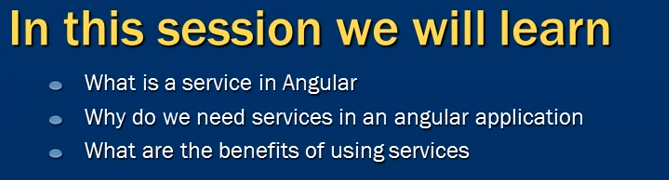 In this session we will learn
What is a service in Angular
Why do we need services in an angular application
What are the benefits of using services